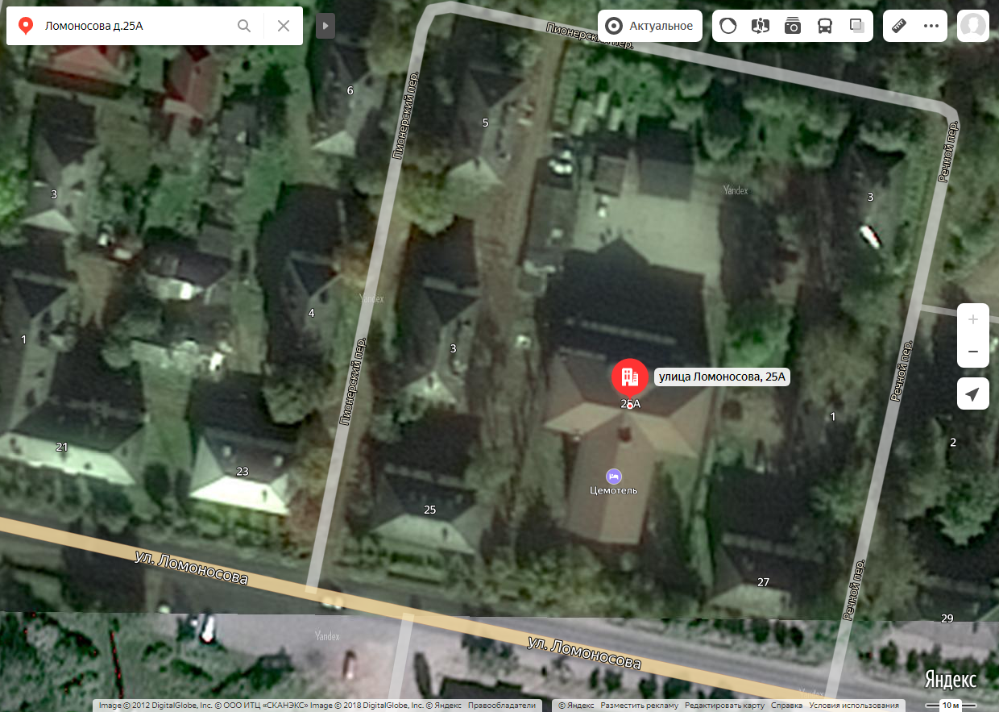 Ломоносова д.25А
Актуальное
Пионерский пер.
6
Пионерский пер.
5
Речной пер.
Yandex
3
3
Yandex
4
1
3
Пионерский пер.
Речной пер.
улица Ломоносова, 25А
25А
1
2
21
23
Цемотель
25
ул. Ломоносова
27
Речной пер.
29
Yandex
ул. Ломоносова
Яндекс
Yandex
Image © 2012 DigitalGlobe, Inc. © ООО ИТЦ «СКАНЭКС» Image © 2018 DigitalGlobe, Inc. © Яндекс Правообладатели
© Яндекс Разместить рекламу Редактировать карту Справка Условия использования
10 м